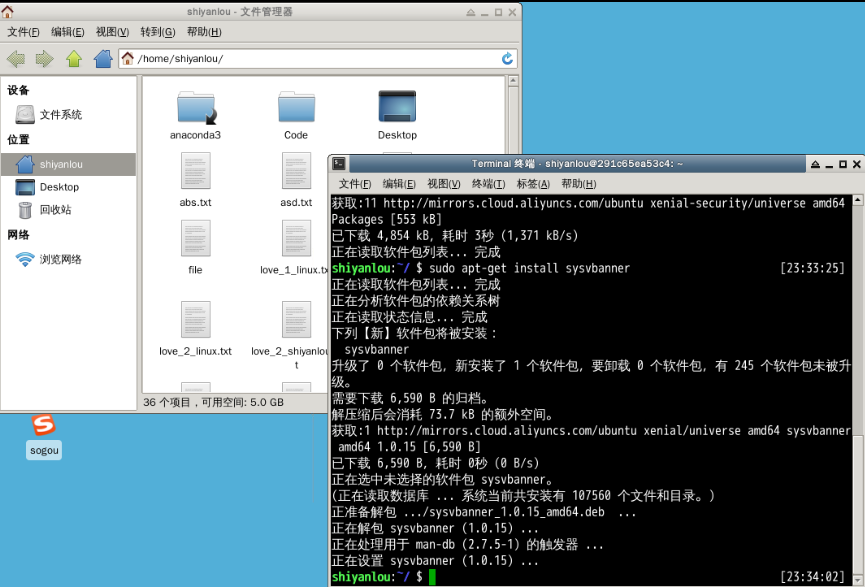 shiyanlou - 文件管理器
文件(F) 编辑(E) 视图(V) 转到(G) 帮助(H)
/home/shiyanlou/
设备
文件系统
位置
shiyanlou
Desktop
回收站
网络
浏览网络
anaconda3 Code Desktop
abs.txt asd.txt
file love_1_linux.tx
love_2_linux.txt love_2_shiyanlou
t
36 个项目，可用空间: 5.0 GB
sogou
Terminal 终端 - shiyanlou@291c65ea53c4: ~
文件(F) 编辑(E) 视图(V) 终端(T) 标签(A) 帮助(H)
获取:11 http://mirrors.cloud.aliyuncs.com/ubuntu xenial-security/universe amd64
Packages [553 kB]
已下载 4,854 kB，耗时 3秒 (1,371 kB/s)
正在读取软件包列表... 完成
shiyanlou:~/ $ sudo apt-get install sysvbanner [23:33:25]
正在读取软件包列表... 完成
正在分析软件包的依赖关系树
正在读取状态信息... 完成
下列【新】软件包将被安装：
sysvbanner
升级了 0 个软件包，新安装了 1 个软件包，要卸载 0 个软件包，有 245 个软件包未被升
级。
需要下载 6,590 B 的归档。
解压缩后会消耗 73.7 kB 的额外空间。
获取:1 http://mirrors.cloud.aliyuncs.com/ubuntu xenial/universe amd64 sysvbanner
amd64 1.0.15 [6,590 B]
已下载 6,590 B，耗时 0秒 (0 B/s)
正在选中未选择的软件包 sysvbanner。
(正在读取数据库 ... 系统当前共安装有 107560 个文件和目录。)
正准备解包 .../sysvbanner_1.0.15_amd64.deb ...
正在解包 sysvbanner (1.0.15) ...
正在处理用于 man-db (2.7.5-1) 的触发器 ...
正在设置 sysvbanner (1.0.15) ...
shiyanlou:~/ $ [23:34:02]